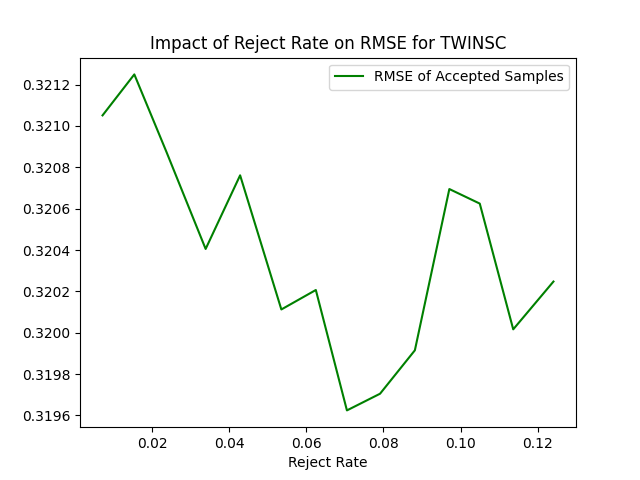 Impact of Reject Rate on RMSE for TWINSC
RMSE of Accepted Samples
0.3212
0.3210
0.3208
0.3206
0.3204
0.3202
0.3200
0.3198
0.3196
0.02 0.04 0.06 0.08 0.10 0.12
Reject Rate